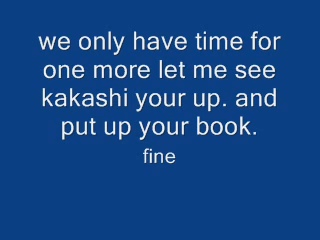 we only have time for
one more let me see
kakashi your up. and
put up your book.
fine